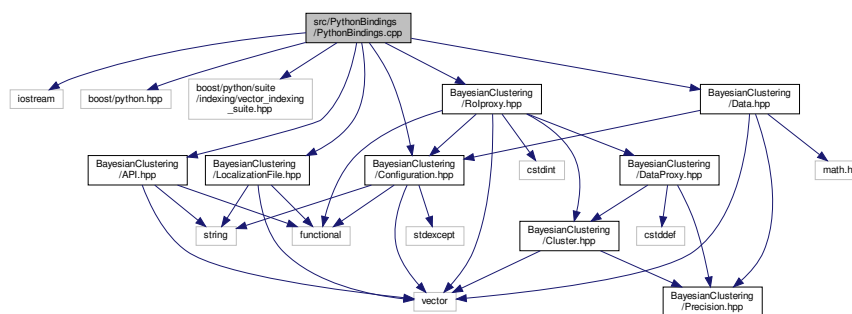 src/PythonBindings
/PythonBindings.cpp
iostream
boost/python.hpp
boost/python/suite
/indexing/vector_indexing
_suite.hpp
BayesianClustering
/RoIproxy.hpp
BayesianClustering
/Data.hpp
BayesianClustering
/API.hpp
BayesianClustering
/LocalizationFile.hpp
BayesianClustering
/Configuration.hpp
cstdint
BayesianClustering
/DataProxy.hpp
math.h
string
functional
stdexcept
BayesianClustering
/Cluster.hpp
cstddef
vector
BayesianClustering
/Precision.hpp